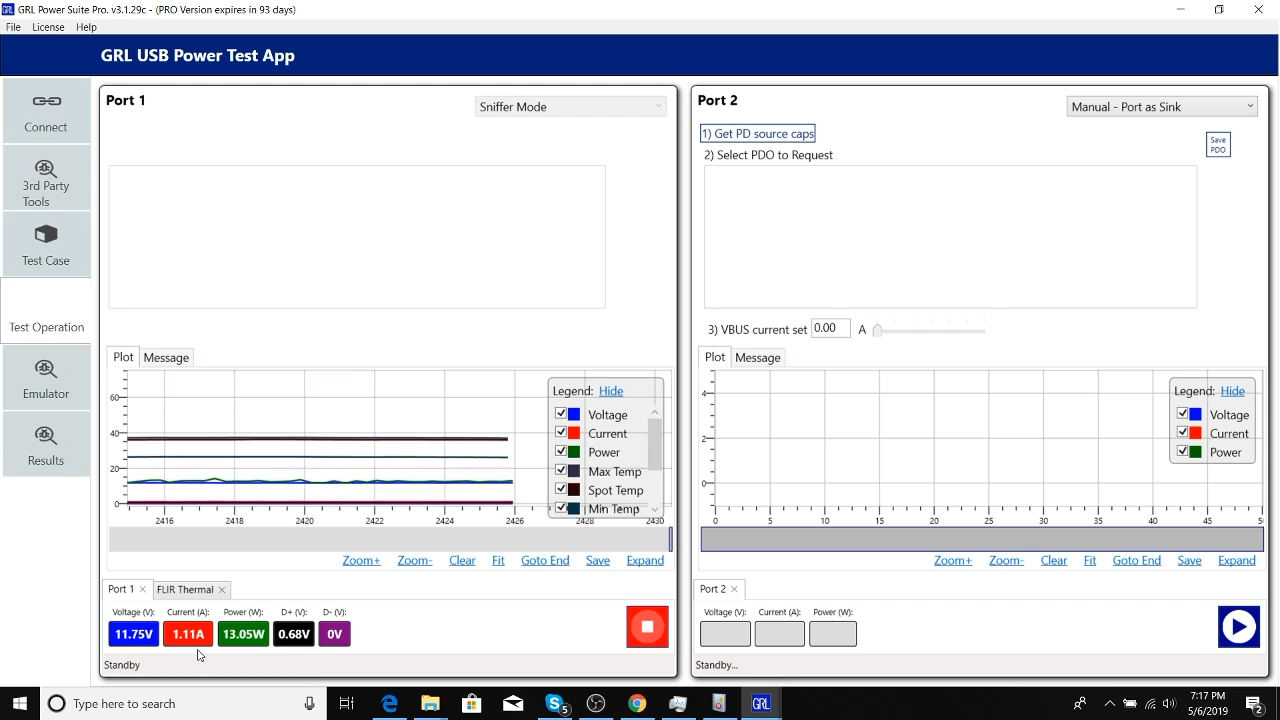 GRL Power Suite Pro. v3.1.29c - (PRO Version expires in 93 days)
File License Help
GRL USB Power Test App
Connect
3rd Party
Tools
Test Case
Test Operation
Emulator
Results
Port 1
Sniffer Mode
Plot Message
60
40
20
0
2416 2418 2420 2422 2424 2426 2428 2430
Legend: Hide
Voltage
Current
Power
Max Temp
Spot Temp
Min Temp
Zoom+ Zoom- Clear Fit Goto End Save Expand
Port 1 FLIR Thermal
Voltage (V): Current (A): Power (W): D+ (V): D- (V):
11.75V 1.11A 13.05W 0.68V 0V
Standby
Port 2
Manual - Port as Sink
1) Get PD source caps
Save
PDO
2) Select PDO to Request
3) VBUS current set 0.00 A
Plot Message
4
2
0
0 5 10 15 20 25 30 35 40 45
Legend: Hide
Voltage
Current
Power
Zoom+ Zoom- Clear Fit Goto End Save Expand
Port 2
Voltage (V): Current (A): Power (W):
Standby...
Type here to search
5
GRL
7:17 PM
5/6/2019
2